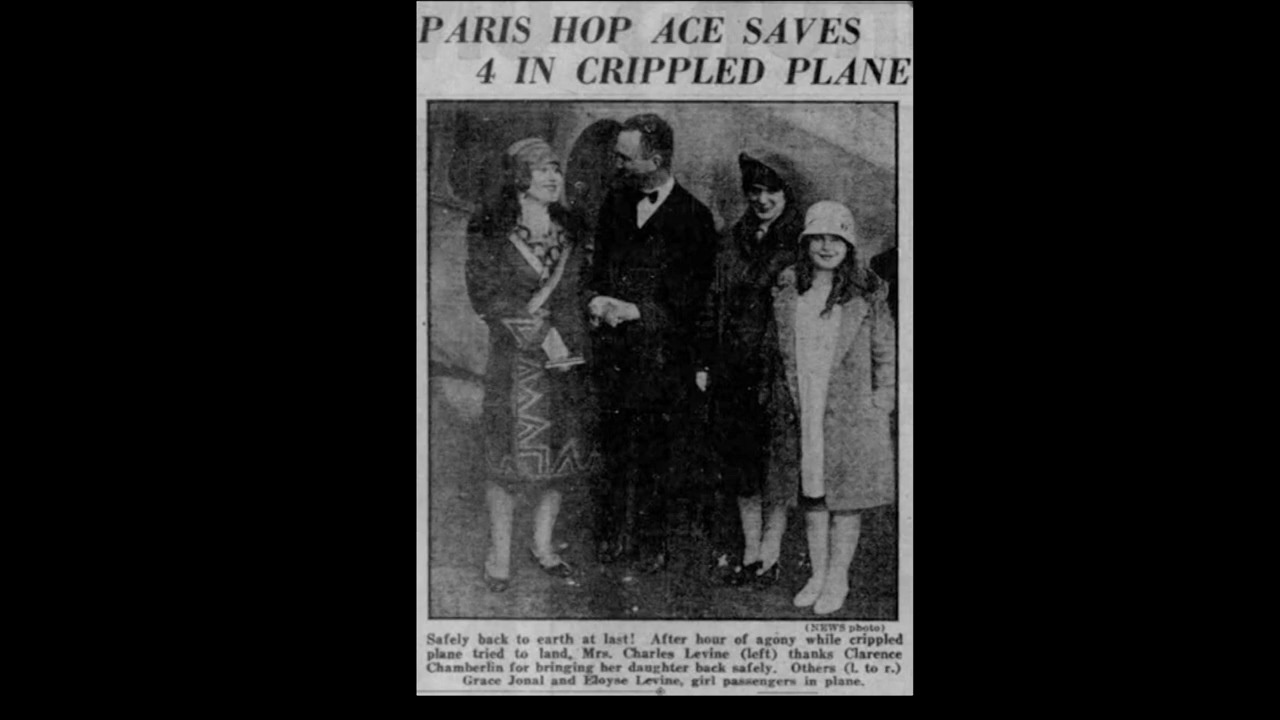 PARIS HOP ACE SAVES
4 IN CRIPPLED PLANE
(NEWS photo)
Safely back to earth at last! After hour of agony while crippled
plane tried to land, Mrs. Charles Levine (left) thanks Clarence
Chamberlin for bringing her daughter back safely. Others (l. to r.)
Grace Jonal and Eloyse Levine, girl passengers in plane.